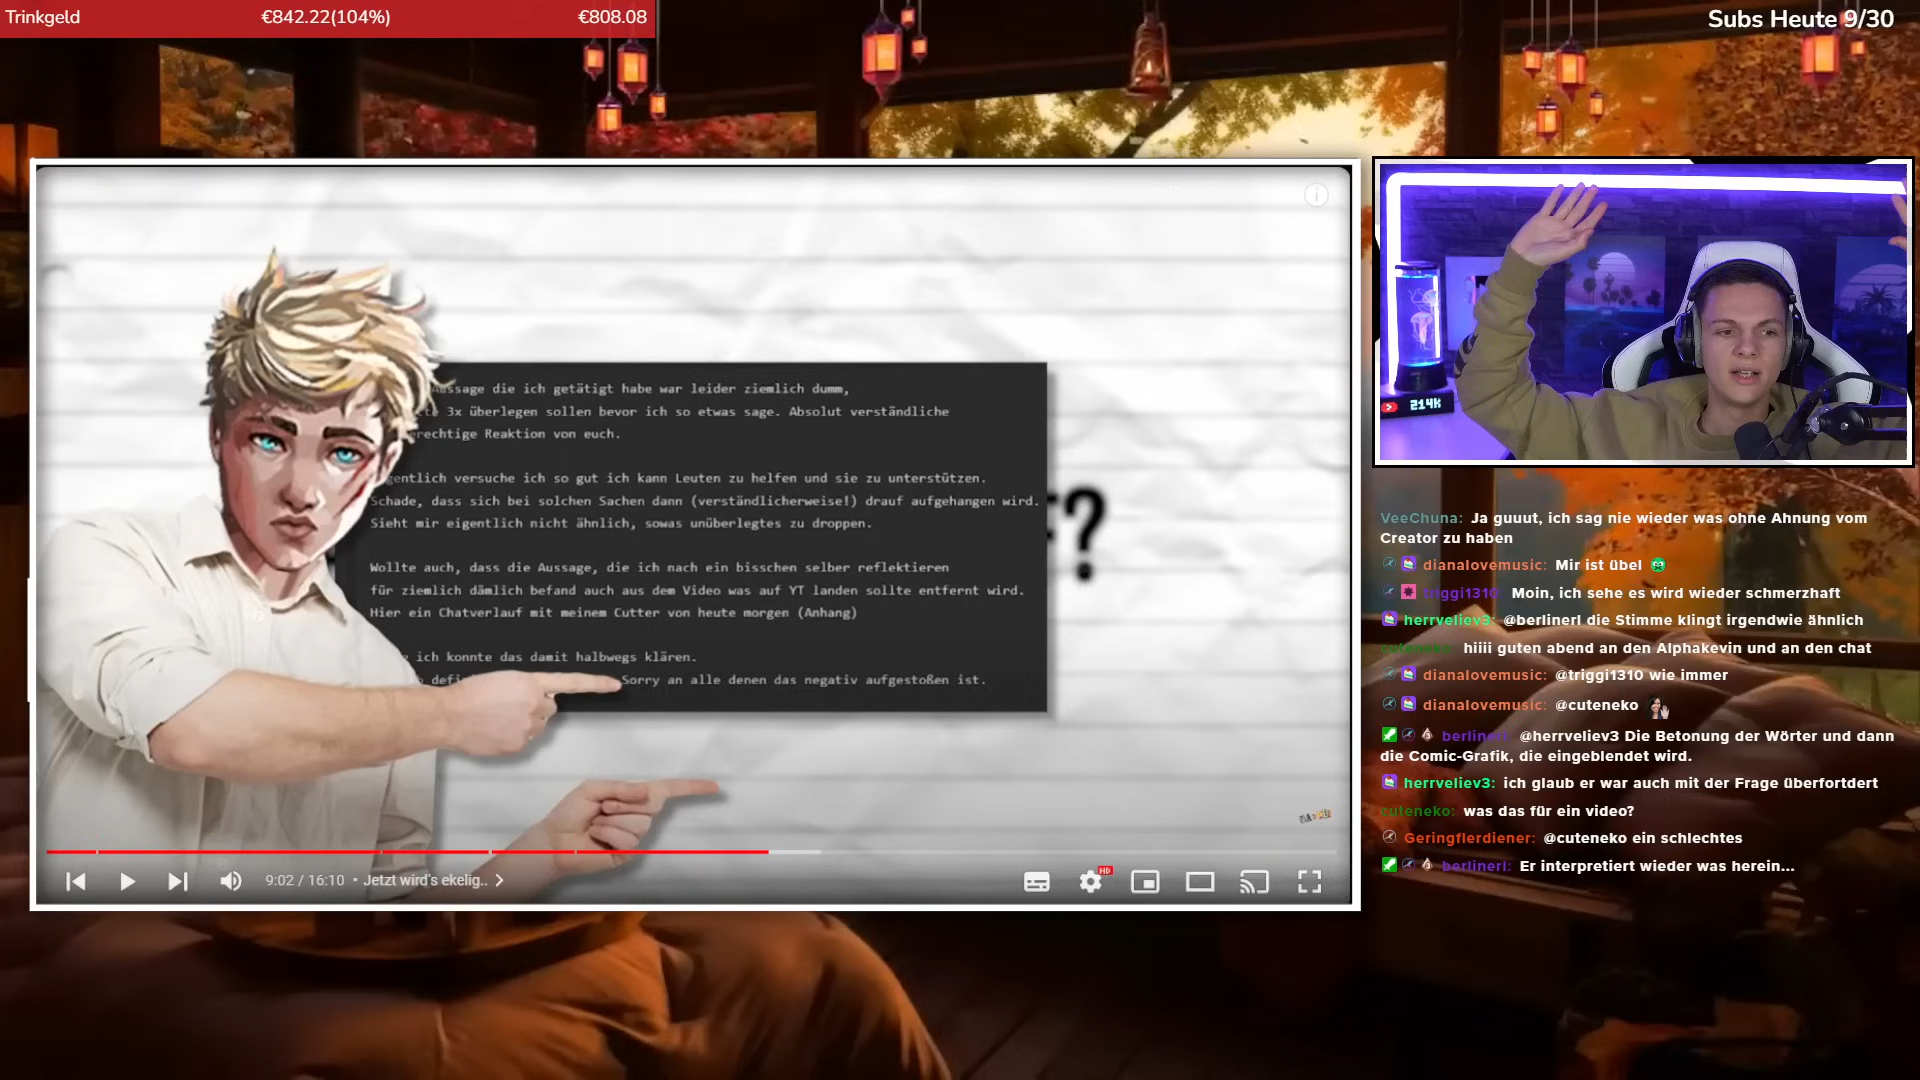 Trinkgeld €842.22(104%) €808.08
Subs Heute 9/30
Aussage die ich getätigt habe war leider ziemlich dumm,
3x überlegen sollen bevor ich so etwas sage. Absolut verständliche
Reaktion von euch.
versuche ich so gut ich kann Leuten zu helfen und sie zu unterstützen.
Schade, dass sich bei solchen Sachen dann (verständlicherweise!) drauf aufgehangen wird.
Sieht mir eigentlich nicht ähnlich, sowas unüberlegtes zu droppen.
Wollte auch, dass die Aussage, die ich nach ein bisschen selber reflektieren
für ziemlich dämlich befand auch aus dem Video was auf YT landen sollte entfernt wird.
Hier ein Chatverlauf mit meinem Cutter von heute morgen (Anhang)
ich konnte das damit halbwegs klären.
Sorry an alle denen das negativ aufgestoßen ist.
?
9:02 / 16:10 • Jetzt wird's ekelig..
HD
214K
VeeChuna: Ja guuut, ich sag nie wieder was ohne Ahnung vom
Creator zu haben
dianalovemusic: Mir ist übel
triggi1310: Moin, ich sehe es wird wieder schmerzhaft
herrveliev3: @berlinerl die Stimme klingt irgendwie ähnlich
cuteneko: hiiii guten abend an den Alphakevin und an den chat
dianalovemusic: @triggi1310 wie immer
dianalovemusic: @cuteneko
berlinerl: @herrveliev3 Die Betonung der Wörter und dann
die Comic-Grafik, die eingeblendet wird.
herrveliev3: ich glaub er war auch mit der Frage überfortdert
cuteneko: was das für ein video?
Geringflerdiener: @cuteneko ein schlechtes
berlinerl: Er interpretiert wieder was herein...